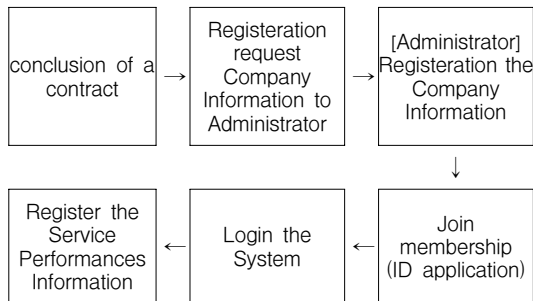 conclusion of a
contract
→
Registeration
request
Company
Information to
Administrator
→
[Administrator]
Registeration the
Company
Information
↓
Join
membership
(ID application)
←
Login the
System
←
Register the
Service
Performances
Information